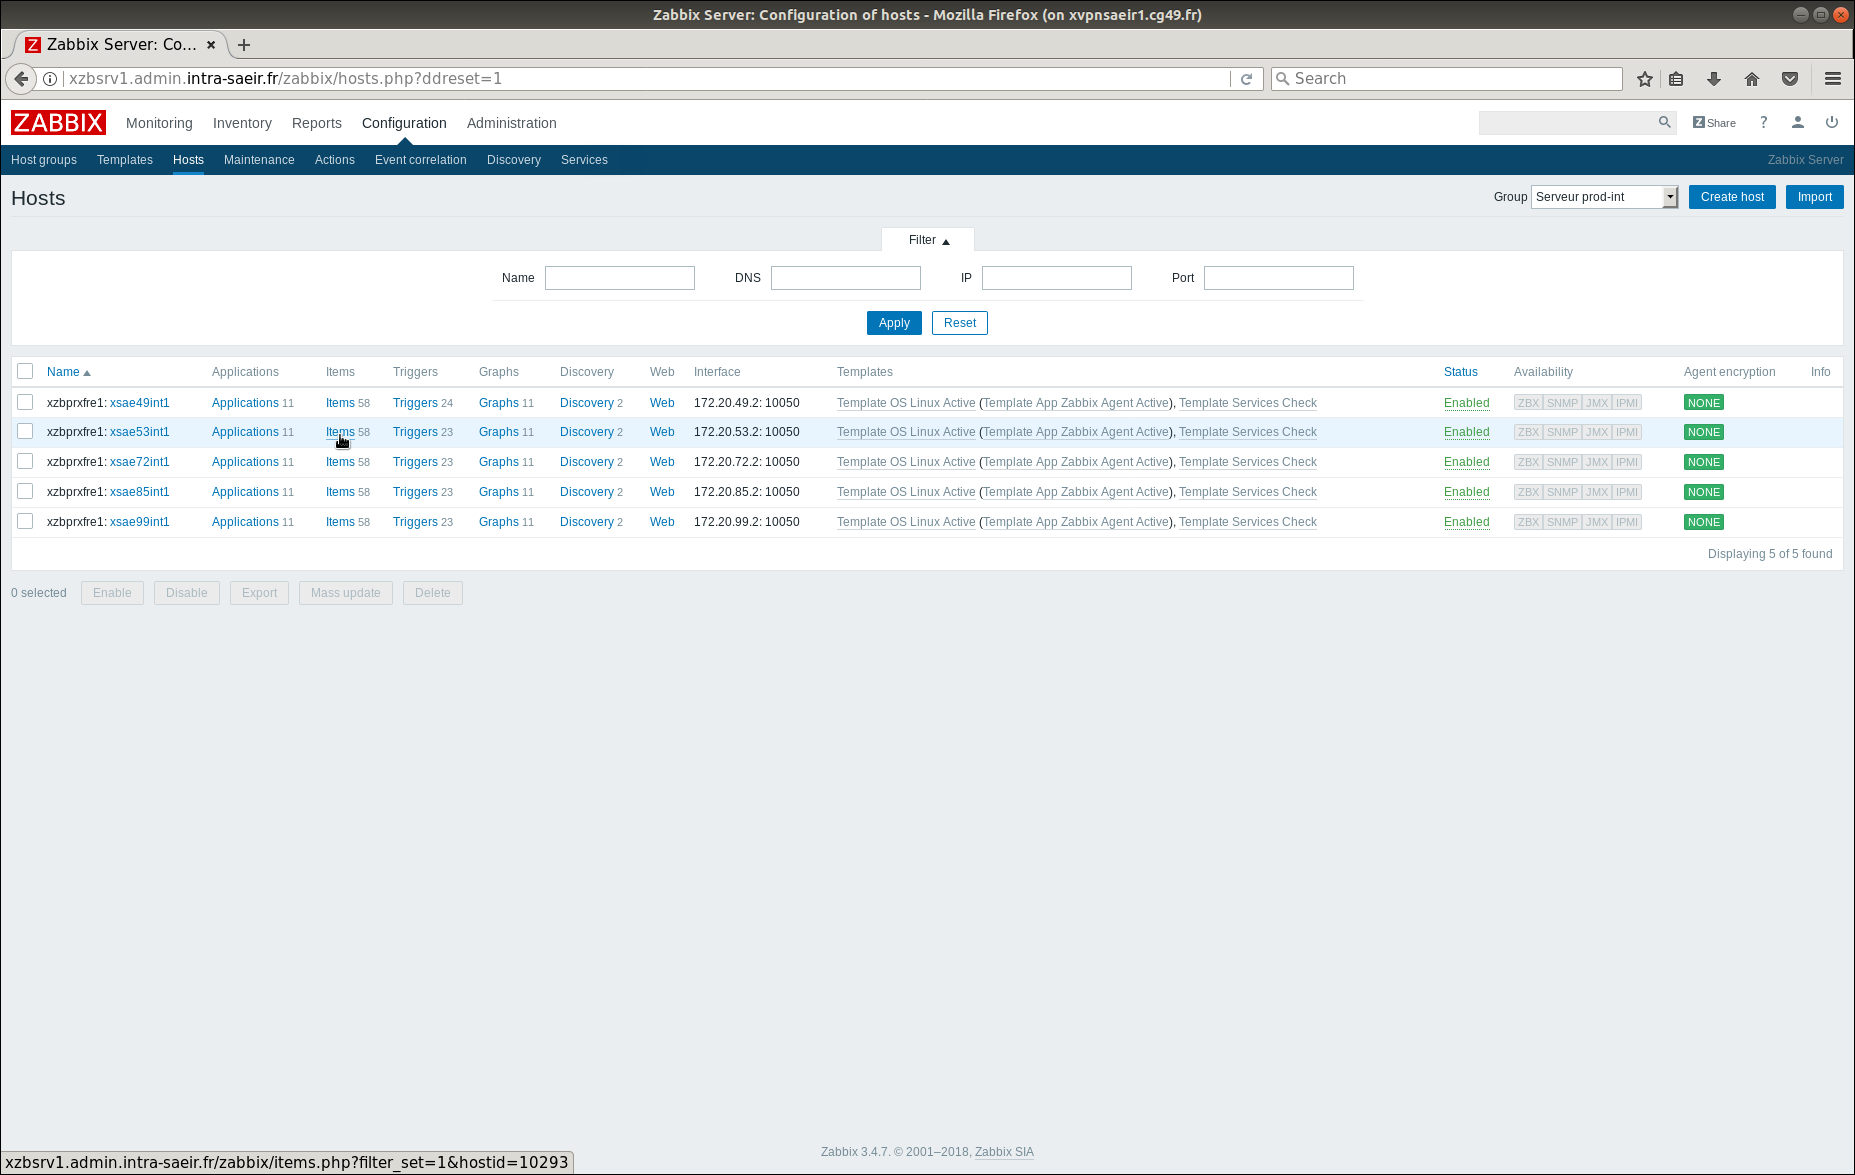 Zabbix Server: Configuration of hosts - Mozilla Firefox (on xvpnsaeir1.cg49.fr)
Z Zabbix Server: Co... × +
xzbsrv1.admin.intra-saeir.fr/zabbix/hosts.php?ddreset=1 Search
ZABBIX Monitoring Inventory Reports Configuration Administration Z Share ?
Host groups Templates Hosts Maintenance Actions Event correlation Discovery Services Zabbix Server
Hosts Group Serveur prod-int Create host Import
Filter ▲
Name DNS IP Port
Apply Reset
Name ▲ Applications Items Triggers Graphs Discovery Web Interface Templates Status Availability Agent encryption Info
xzbprxfre1: xsae49int1 Applications 11 Items 58 Triggers 24 Graphs 11 Discovery 2 Web 172.20.49.2: 10050 Template OS Linux Active (Template App Zabbix Agent Active), Template Services Check Enabled ZBX SNMP JMX IPMI NONE
xzbprxfre1: xsae53int1 Applications 11 Items 58 Triggers 23 Graphs 11 Discovery 2 Web 172.20.53.2: 10050 Template OS Linux Active (Template App Zabbix Agent Active), Template Services Check Enabled ZBX SNMP JMX IPMI NONE
xzbprxfre1: xsae72int1 Applications 11 Items 58 Triggers 23 Graphs 11 Discovery 2 Web 172.20.72.2: 10050 Template OS Linux Active (Template App Zabbix Agent Active), Template Services Check Enabled ZBX SNMP JMX IPMI NONE
xzbprxfre1: xsae85int1 Applications 11 Items 58 Triggers 23 Graphs 11 Discovery 2 Web 172.20.85.2: 10050 Template OS Linux Active (Template App Zabbix Agent Active), Template Services Check Enabled ZBX SNMP JMX IPMI NONE
xzbprxfre1: xsae99int1 Applications 11 Items 58 Triggers 23 Graphs 11 Discovery 2 Web 172.20.99.2: 10050 Template OS Linux Active (Template App Zabbix Agent Active), Template Services Check Enabled ZBX SNMP JMX IPMI NONE
Displaying 5 of 5 found
0 selected Enable Disable Export Mass update Delete
Zabbix 3.4.7. © 2001–2018, Zabbix SIA
xzbsrv1.admin.intra-saeir.fr/zabbix/items.php?filter_set=1&hostid=10293